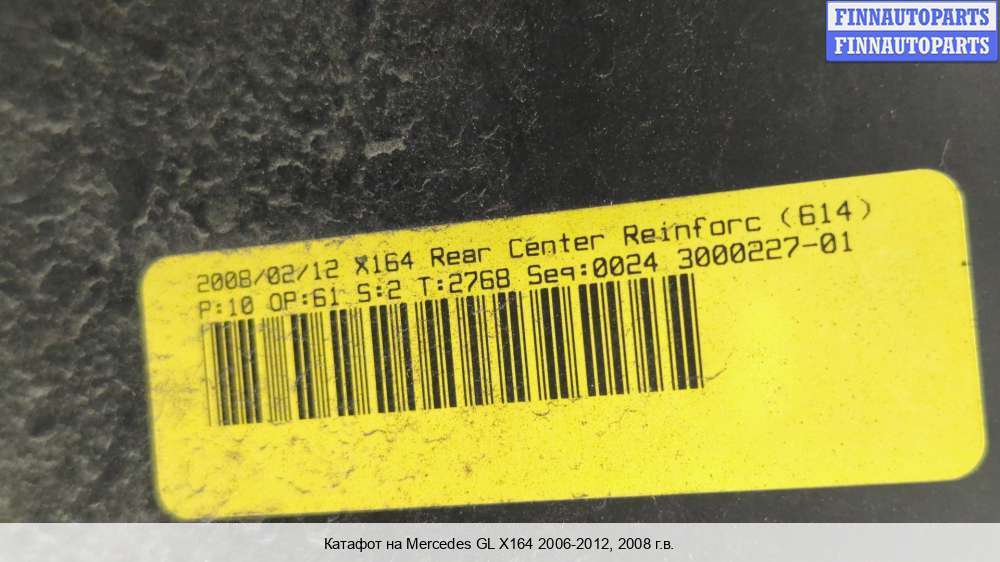 FINNAUTOPARTS
FINNAUTOPARTS
2008/02/12 X164 Rear Center Reinforc (614)
P:10 OP:61 S:2 T:2768 Seq:0024 3000227-01
Катафот на Mercedes GL X164 2006-2012, 2008 г.в.